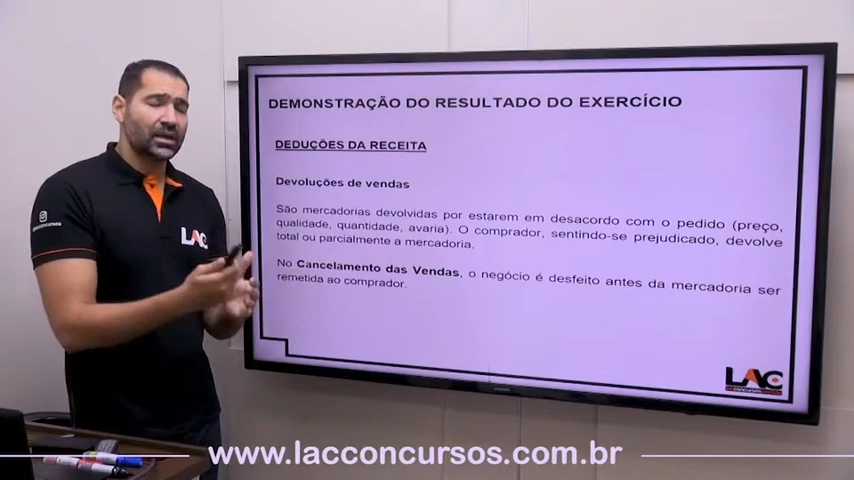 DEMONSTRAÇÃO DO RESULTADO DO EXERCÍCIO
DEDUÇÕES DA RECEITA
Devoluções de vendas
São mercadorias devolvidas por estarem em desacordo com o pedido (preço,
qualidade, quantidade, avaria). O comprador, sentindo-se prejudicado, devolve
total ou parcialmente a mercadoria.
No Cancelamento das Vendas, o negócio é desfeito antes da mercadoria ser
remetida ao comprador.
LAC
CONCURSOS
LAC
www.lacconcursos.com.br